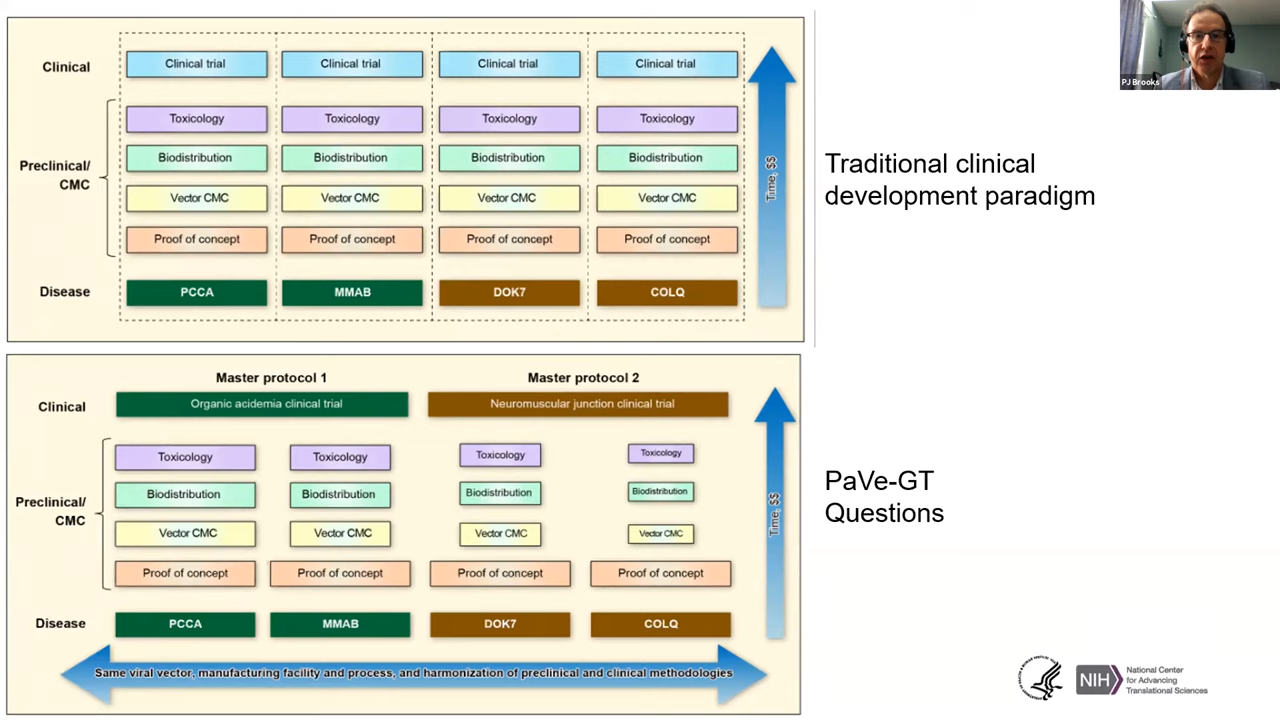 Clinical
Clinical trial
Clinical trial
Clinical trial
Clinical trial
Preclinical/
CMC
Toxicology
Toxicology
Toxicology
Toxicology
Biodistribution
Biodistribution
Biodistribution
Biodistribution
Vector CMC
Vector CMC
Vector CMC
Vector CMC
Proof of concept
Proof of concept
Proof of concept
Proof of concept
Disease
PCCA
MMAB
DOK7
COLQ
Time, $$
Traditional clinical
development paradigm
PJ Brooks
Master protocol 1
Master protocol 2
Clinical
Organic acidemia clinical trial
Neuromuscular junction clinical trial
Preclinical/
CMC
Toxicology
Toxicology
Toxicology
Toxicology
Biodistribution
Biodistribution
Biodistribution
Biodistribution
Vector CMC
Vector CMC
Vector CMC
Vector CMC
Proof of concept
Proof of concept
Proof of concept
Proof of concept
Disease
PCCA
MMAB
DOK7
COLQ
Time, $$
Same viral vector, manufacturing facility and process, and harmonization of preclinical and clinical methodologies
PaVe-GT
Questions
NIH
National Center
for Advancing
Translational Sciences